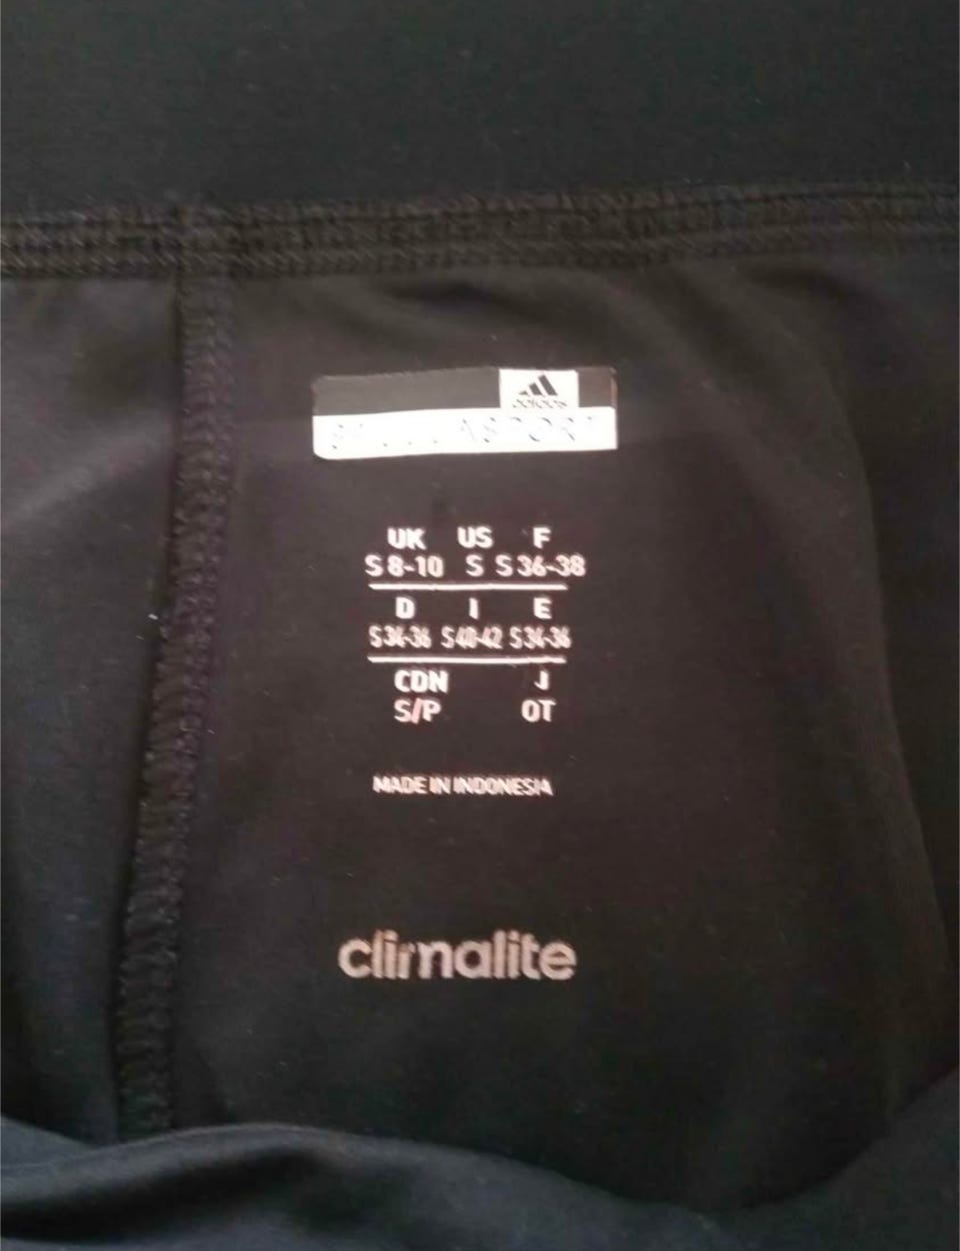 adidas
UK US F
S 8-10 S S 36-38
D I E
S 34-36 S 40-42 S 34-36
CDN J
S/P OT
MADE IN INDONESIA
climalite